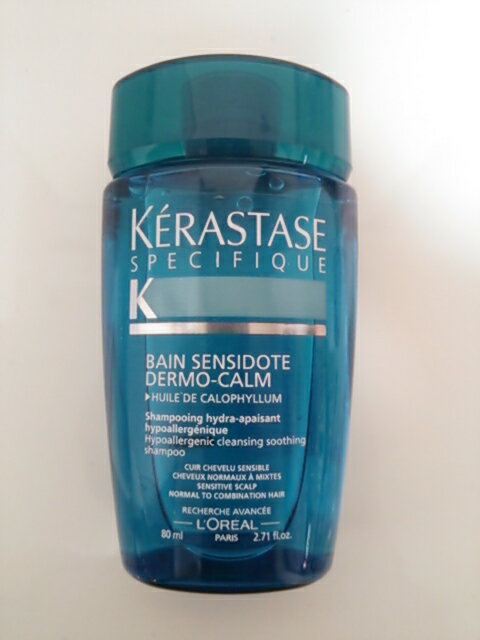 KÉRASTASE
SPECIFIQUE
K
BAIN SENSIDOTE
DERMO-CALM
▸HUILE DE CALOPHYLLUM
Shampooing hydra-apaisant
hypoallergénique
Hypoallergenic cleansing soothing
shampoo
CUIR CHEVELU SENSIBLE
CHEVEUX NORMAUX À MIXTES
SENSITIVE SCALP
NORMAL TO COMBINATION HAIR
RECHERCHE AVANCÉE
L'ORÉAL
80 ml PARIS 2.71 fl.oz.